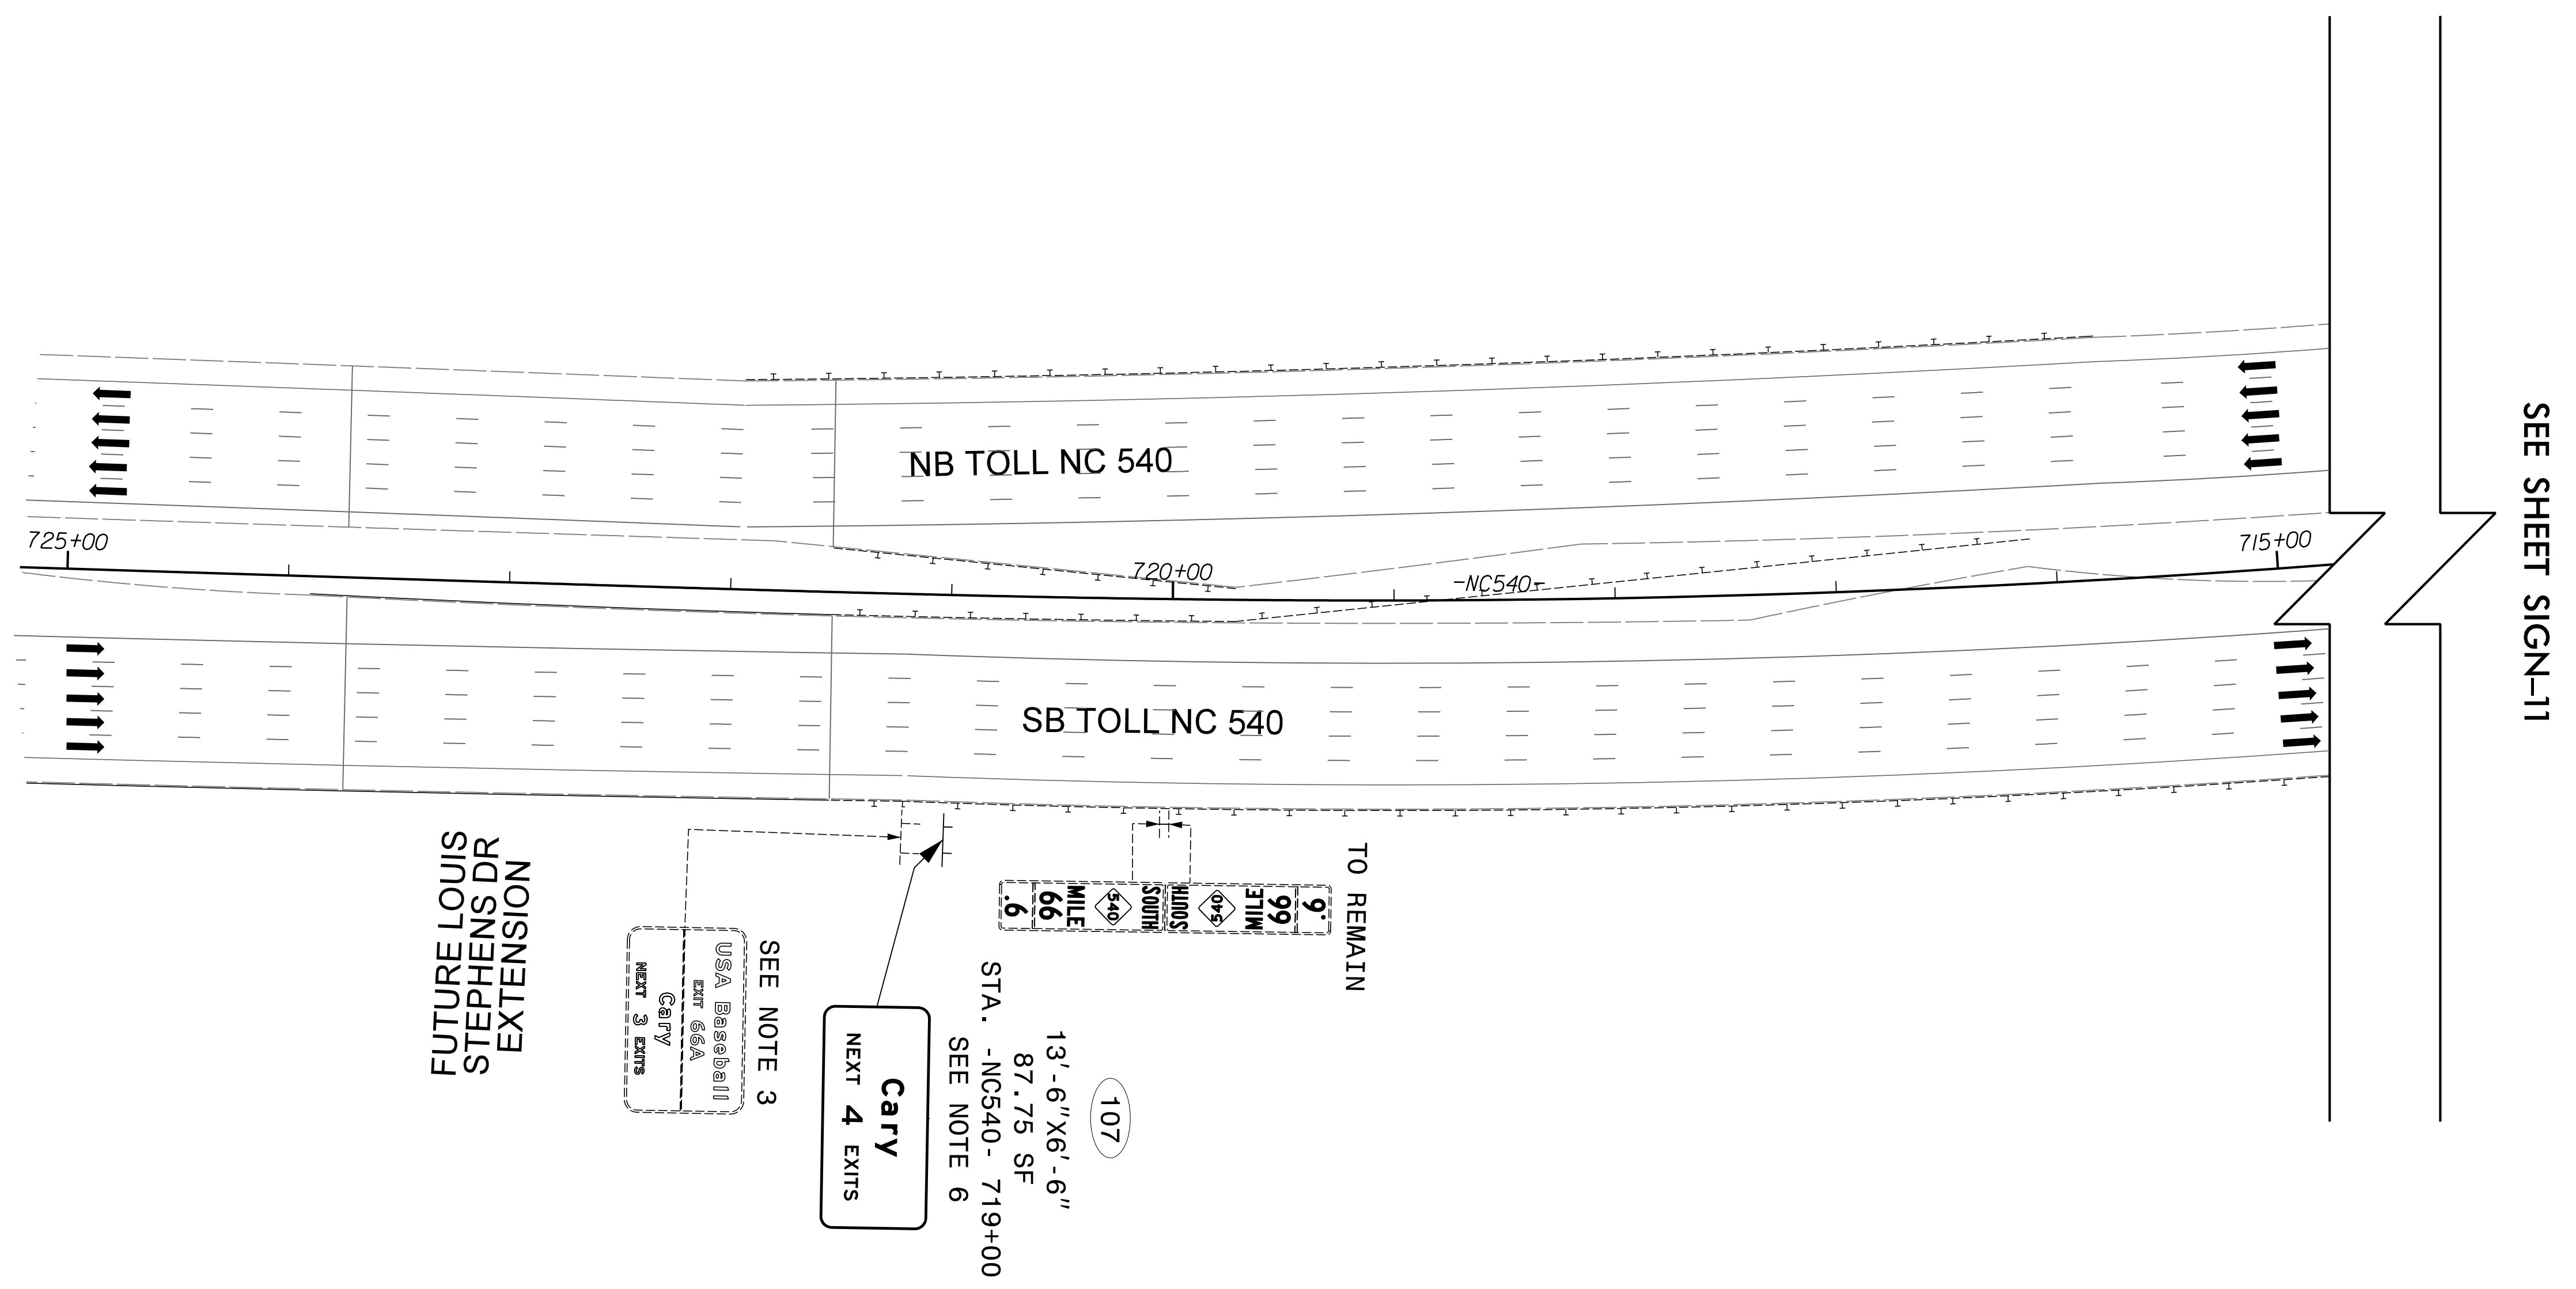 SEE SHEET SIGN-11
NB TOLL NC 540
725+00
720+00
-NC540-
715+00
SB TOLL NC 540
FUTURE LOUIS
STEPHENS DR
EXTENSION
SEE NOTE 3
USA Baseball
EXIT 66A
Cary
NEXT 3 EXITS
Cary
NEXT 4 EXITS
107
13'-6"X6'-6"
87.75 SF
STA. -NC540- 719+00
SEE NOTE 6
SOUTH
540
MILE
66
.6
SOUTH
540
MILE
66
.6
TO REMAIN